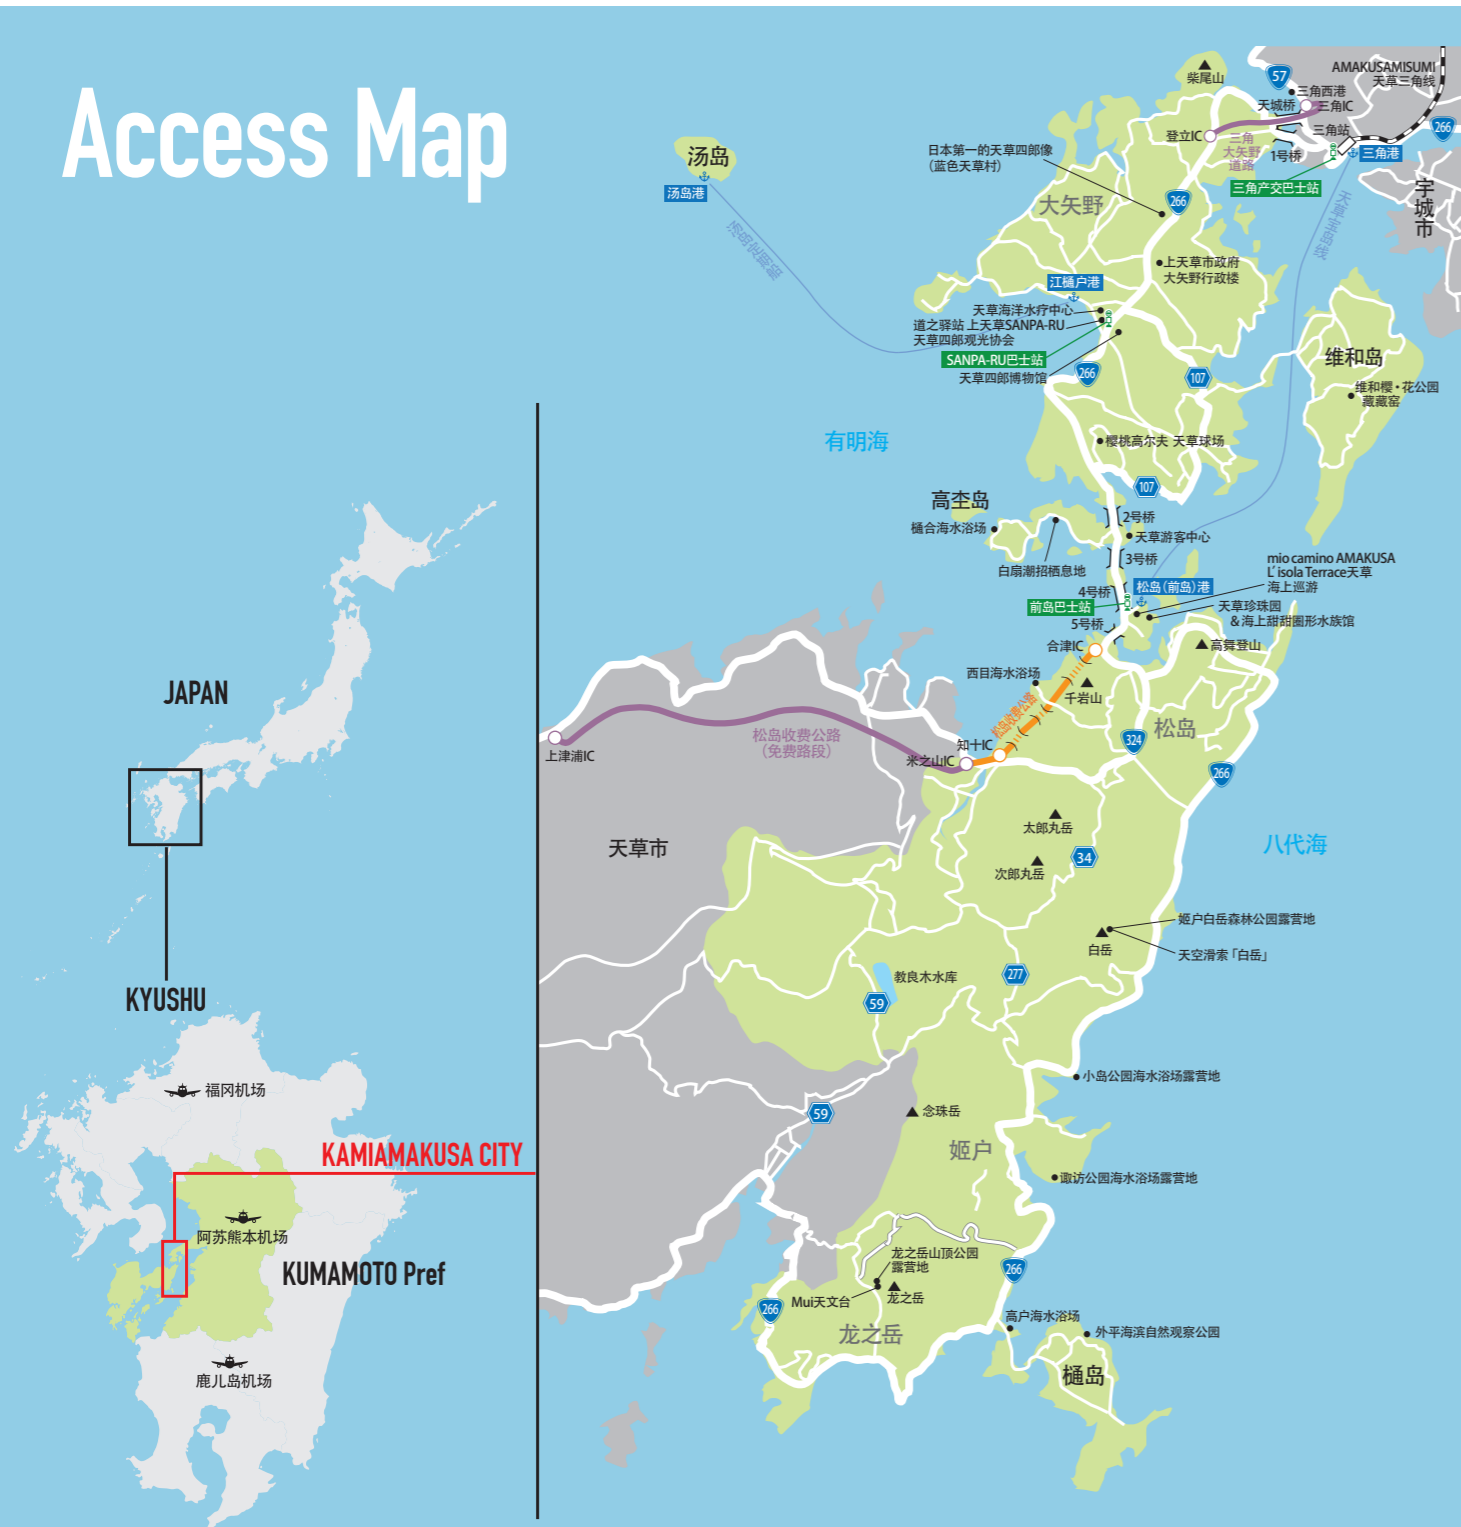 Access Map
JAPAN
KYUSHU
福冈机场
KAMIAMAKUSA CITY
阿苏熊本机场
KUMAMOTO Pref
鹿儿岛机场
汤岛
汤岛港
柴尾山
57
AMAKUSAMISUMI
天草三角线
三角西港
天城桥
三角IC
登立IC
三角
大矢野
道路
三角站
266
1号桥
三角港
三角产交巴士站
宇城市
日本第一的天草四郎像
（蓝色天草村）
大矢野
266
天草宝岛线
上天草市政府
大矢野行政楼
江樋户港
天草海洋水疗中心
道之驿站 上天草SANPA-RU
天草四郎观光协会
SANPA-RU巴士站
天草四郎博物馆
266
107
维和岛
维和樱・花公园
藏藏窑
有明海
樱桃高尔夫 天草球场
107
高杢岛
2号桥
樋合海水浴场
天草游客中心
3号桥
白扇潮招栖息地
mio camino AMAKUSA
L'isola Terrace天草
海上巡游
4号桥
松岛（前岛）港
前岛巴士站
天草珍珠园
＆海上甜甜圈形水族馆
5号桥
合津IC
高舞登山
西目海水浴场
千岩山
松岛收费公路
松岛
324
松岛收费公路
（免费路段）
知十IC
上津浦IC
米之山IC
266
太郎丸岳
天草市
八代海
34
次郎丸岳
姬户白岳森林公园露营地
白岳
天空滑索「白岳」
教良木水库
277
59
小岛公园海水浴场露营地
59
念珠岳
姬户
诹访公园海水浴场露营地
龙之岳山顶公园
露营地
266
Mui天文台
龙之岳
266
高户海水浴场
龙之岳
外平海滨自然观察公园
樋岛